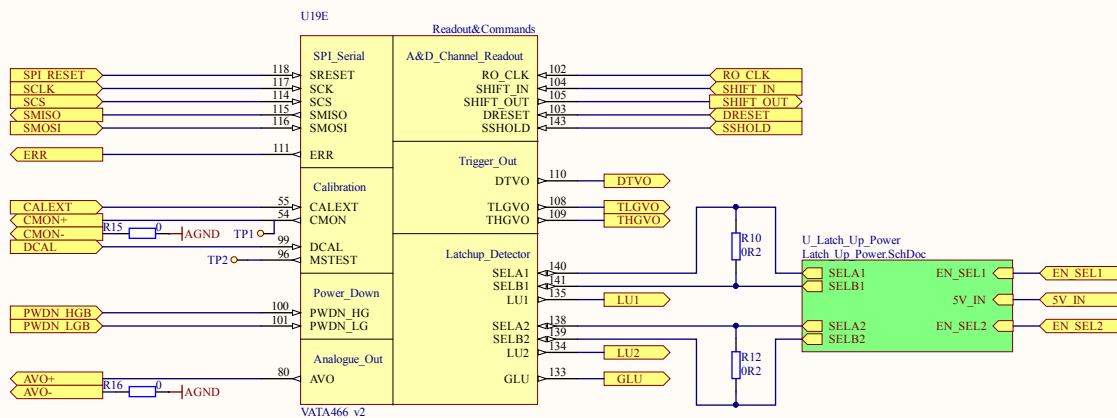 U19E
Readout&Commands
SPI_Serial
A&D_Channel_Readout
SPI_RESET 118 SRESET RO_CLK 102 RO_CLK
SCLK 117 SCK SHIFT_IN 104 SHIFT_IN
SCS 114 SCS SHIFT_OUT 105 SHIFT_OUT
SMISO 115 SMISO DRESET 103 DRESET
SMOSI 116 SMOSI SSHOLD 143 SSHOLD
ERR 111 ERR
Trigger_Out
DTVO 110 DTVO
Calibration
CALEXT 55 CALEXT TLGVO 108 TLGVO
CMON+ 54 CMON THGVO 109 THGVO
CMON- R15 0 AGND TP1
DCAL 99 DCAL
TP2 96 MSTEST
Latchup_Detector
R10
0R2
U_Latch_Up_Power
Latch_Up_Power.SchDoc
SELA1 140 SELA1 EN_SEL1 EN_SEL1
SELB1 141 SELB1
LU1 135 LU1 5V_IN 5V_IN
Power_Down
PWDN_HGB 100 PWDN_HG
PWDN_LGB 101 PWDN_LG
SELA2 138 SELA2 EN_SEL2 EN_SEL2
SELB2 139 SELB2
LU2 134 LU2
R12
0R2
Analogue_Out
AVO+ 80 AVO GLU 133 GLU
AVO- R16 0 AGND
VATA466_v2